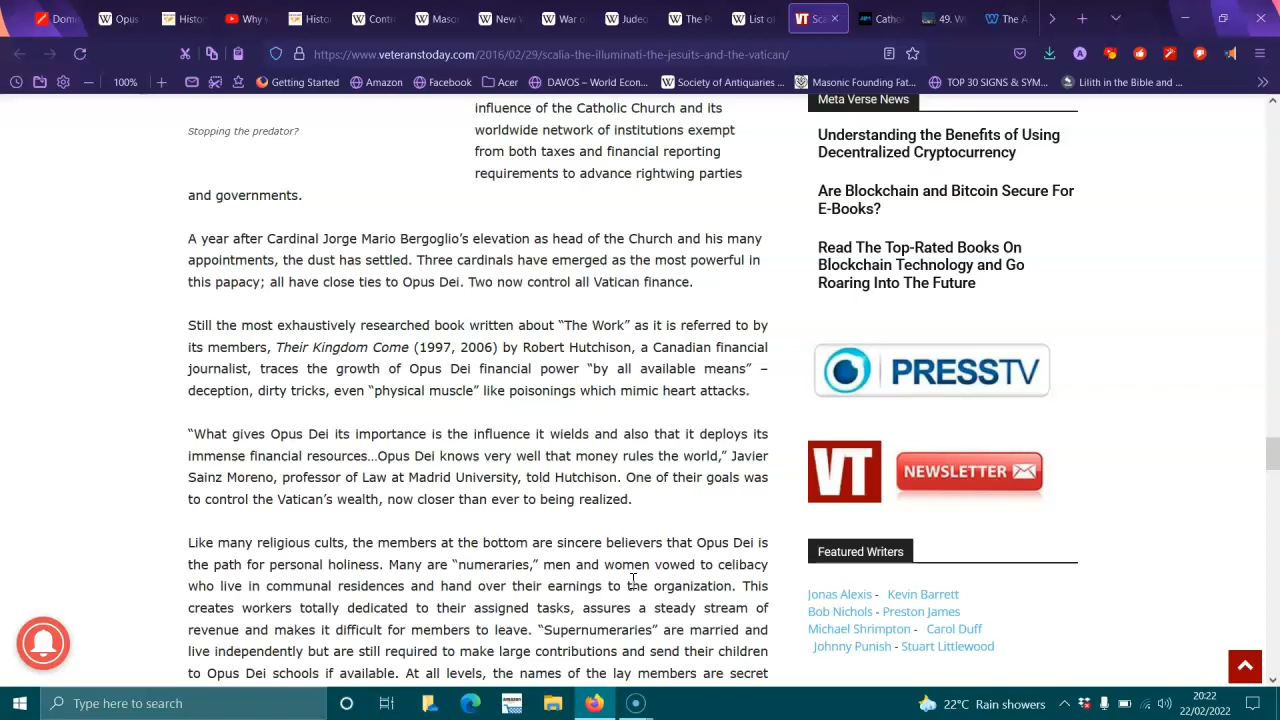 Dome
Opus
Histor
Why
Histor
Contr
Maso
New
War o
Judeo
The P
List of
VT Sca
Cathol
49. W
The A
https://www.veteranstoday.com/2016/02/29/scalia-the-illuminati-the-jesuits-and-the-vatican/
100%
Getting Started
Amazon
Facebook
Acer
DAVOS – World Econ...
Society of Antiquaries ...
Masonic Founding Fat...
TOP 30 SIGNS & SYM...
Lilith in the Bible and ...
influence of the Catholic Church and its
Stopping the predator?
worldwide network of institutions exempt
from both taxes and financial reporting
requirements to advance rightwing parties
and governments.
A year after Cardinal Jorge Mario Bergoglio's elevation as head of the Church and his many
appointments, the dust has settled. Three cardinals have emerged as the most powerful in
this papacy; all have close ties to Opus Dei. Two now control all Vatican finance.
Still the most exhaustively researched book written about “The Work” as it is referred to by
its members, Their Kingdom Come (1997, 2006) by Robert Hutchison, a Canadian financial
journalist, traces the growth of Opus Dei financial power “by all available means” –
deception, dirty tricks, even “physical muscle” like poisonings which mimic heart attacks.
“What gives Opus Dei its importance is the influence it wields and also that it deploys its
immense financial resources…Opus Dei knows very well that money rules the world,” Javier
Sainz Moreno, professor of Law at Madrid University, told Hutchison. One of their goals was
to control the Vatican's wealth, now closer than ever to being realized.
Like many religious cults, the members at the bottom are sincere believers that Opus Dei is
the path for personal holiness. Many are “numeraries,” men and women vowed to celibacy
who live in communal residences and hand over their earnings to the organization. This
creates workers totally dedicated to their assigned tasks, assures a steady stream of
revenue and makes it difficult for members to leave. “Supernumeraries” are married and
live independently but are still required to make large contributions and send their children
to Opus Dei schools if available. At all levels, the names of the lay members are secret
Meta Verse News
Understanding the Benefits of Using
Decentralized Cryptocurrency
Are Blockchain and Bitcoin Secure For
E-Books?
Read The Top-Rated Books On
Blockchain Technology and Go
Roaring Into The Future
PRESSTV
VT NEWSLETTER
Featured Writers
Jonas Alexis - Kevin Barrett
Bob Nichols - Preston James
Michael Shrimpton - Carol Duff
Johnny Punish - Stuart Littlewood
Type here to search
22°C Rain showers
20:22
22/02/2022